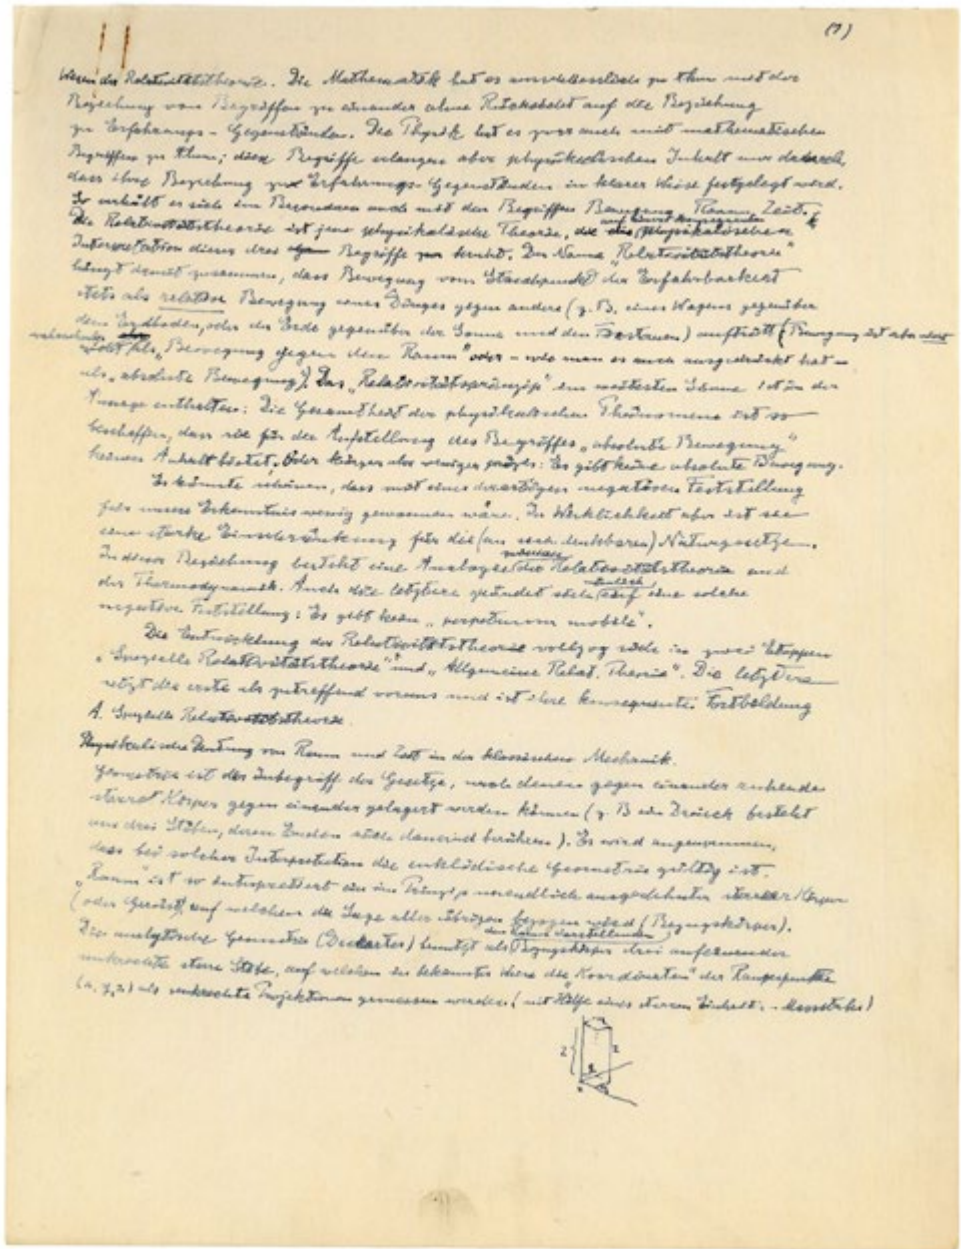 (1)
Wesen der Relativitätstheorie. Die Mathematik hat es ausschliesslich zu thun mit der
Beziehung von Begriffen zu einander ohne Rücksicht auf die Beziehung
zu Erfahrungs-Gegenständen. Die Physik hat es zwar auch mit mathematischen
Begriffen zu thun; diese Begriffe erlangen aber physikalischen Inhalt nur dadurch,
dass ihre Beziehung zu Erfahrungs-Gegenständen in klarer Weise festgelegt wird.
So verhält es sich im Besonderen auch mit den Begriffen Bewegung, Raum, Zeit.
Die Relativitätstheorie ist jene physikalische Theorie, die auf einer konsequenten physikalischen
Interpretation dieser drei Begriffe beruht. Der Name „Relativitätstheorie"
hängt damit zusammen, dass Bewegung vom Standpunkt der Erfahrbarkeit
stets als relative Bewegung eines Dinges gegen andere (z. B. eines Wagens gegenüber
dem Erdboden, oder der Erde gegenüber der Sonne und den Fixsternen) auftritt (Bewegung ist aber nicht
als „Bewegung gegen den Raum" oder – wie man es auch ausgedrückt hat –
als „absolute Bewegung"). Das „Relativitätsprinzip" im weitesten Sinne ist in der
Aussage enthalten: Die Gesamtheit der physikalischen Phänomene ist so
beschaffen, dass sie für die Aufstellung des Begriffes „absolute Bewegung"
keinen Anhalt bietet. Oder kürzer aber weniger präzis: Es gibt keine absolute Bewegung.
Es könnte scheinen, dass mit einer derartigen negativen Feststellung
für unsere Erkenntnis wenig gewonnen wäre. In Wirklichkeit aber ist sie
eine starke Einschränkung für die (an sich denkbaren) Naturgesetze.
In dieser Beziehung besteht eine Analogie zwischen der Relativitätstheorie und
der Thermodynamik. Auch die letztere gründet sich nämlich auf eine solche
negative Feststellung: Es gibt kein „perpetuum mobile".
Die Entwicklung der Relativitätstheorie vollzog sich in zwei Etappen
„Spezielle Relativitätstheorie" und „Allgemeine Relat. Theorie". Die letztere
setzt die erste als zutreffend voraus und ist ihre konsequente Fortbildung
A. Spezielle Relativitätstheorie.
Physikalische Deutung von Raum und Zeit in der klassischen Mechanik.
Geometrie ist der Inbegriff der Gesetze, nach denen gegen einander ruhende
starre Körper gegen einander gelagert werden können (z. B ein Dreieck besteht
aus drei Stäben, deren Enden sich dauernd berühren). Es wird angenommen,
dass bei solcher Interpretation die euklidische Geometrie gültig ist.
„Raum" ist so interpretiert ein im Prinzip unendlich ausgedehnter starrer Körper
(oder Gerüst), auf welchen die Lage aller übrigen bezogen wird (Bezugskörper).
Die analytische Geometrie (Descartes) benutzt als den Raum darstellenden Bezugskörper drei aufeinander
senkrechte starre Stäbe, auf welchen in bekannter Weise die „Koordinaten" der Raumpunkte
(x, y, z) als senkrechte Projektionen gemessen werden (mit Hilfe eines starren Einheits-Messstabes)
z z